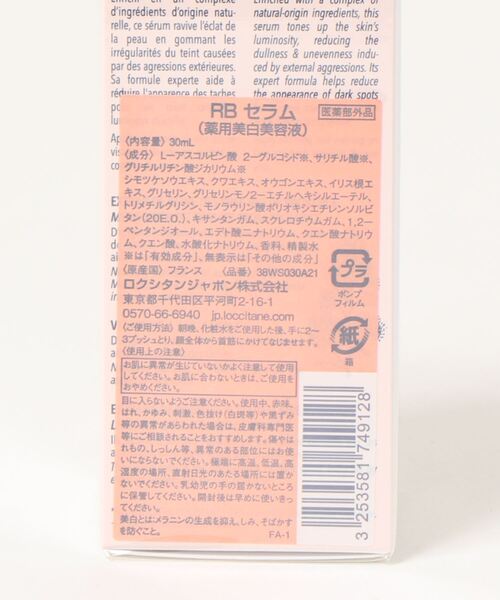 d'ingrédients d'origine natu-
relle, ce sérum ravive l'éclat de
la peau en gommant les
irrégularités du teint causées
par des agressions extérieures.
Sa formule experte aide à
réduire l'apparence des taches
Enriched with a complex of
natural-origin ingredients, this
serum tones up the skin's
luminosity, reducing the
dullness & unevenness indu-
ced by external aggressions. Its
expert formula helps reduce
the appearance of dark spots
RB セラム
医薬部外品
(薬用美白美容液)
〈内容量〉 30mL
〈成分〉 L-アスコルビン酸 2-グルコシド※、サリチル酸※、
グリチルリチン酸ジカリウム※
シモツケソウエキス、クワエキス、オウゴンエキス、イリス根エ
キス、グリセリン、グリセリンモノ2-エチルヘキシルエーテル、
トリメチルグリシン、モノラウリン酸ポリオキシエチレンソルビ
タン(20E.O.)、キサンタンガム、スクレロチウムガム、1,2-
ペンタンジオール、エデト酸二ナトリウム、クエン酸ナトリウ
ム、クエン酸、水酸化ナトリウム、香料、精製水
※は「有効成分」、無表示は「その他の成分」
〈原産国〉 フランス 〈品番〉38WS030A21
ロクシタンジャポン株式会社
東京都千代田区平河町2-16-1
0570-66-6940 jp.loccitane.com
プラ
ポンプ
フィルム
紙
箱
〈ご使用方法〉 朝晩、化粧水をご使用した後、手に2〜
3プッシュとり、顔全体から首筋にかけてなじませます。
〈使用上の注意〉
お肌に異常が生じていないかよく注意して使用
してください。お肌に合わないときは、ご使用を
おやめください。
目に入らないようご注意ください。使用中、赤味、
はれ、かゆみ、刺激、色抜け(白斑等)や黒ずみ
等の異常があらわれた場合は、皮膚科専門医
等にご相談されることをおすすめします。傷やは
れもの、しっしん等、異常のある部位にはお使
いにならないでください。極端に高温、低温、高
湿度の場所、直射日光のあたる場所には置か
ないでください。乳幼児の手の届かないところ
に保管してください。開封後は早めに使いきっ
てください。
美白とはメラニンの生成を抑え、しみ、そばかす
を防ぐこと。
FA-1
3 253581 749128